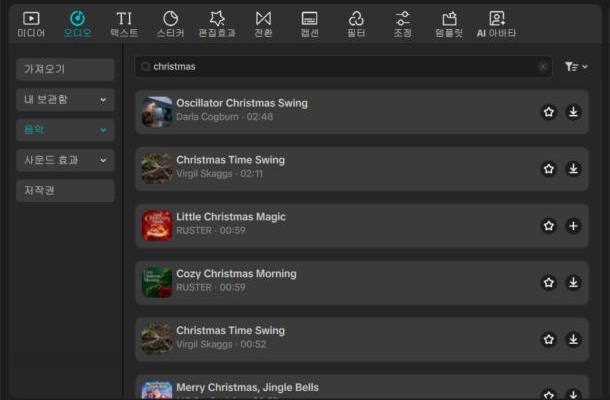 미디어 오디오 텍스트 스티커 편집효과 전환 캡션 필터 조정 템플릿 AI 아바타
가져오기
내 보관함
음악
사운드 효과
저작권
christmas
Oscillator Christmas Swing
Darla Cogburn · 02:48
Christmas Time Swing
Virgil Skaggs · 02:11
Little Christmas Magic
RUSTER · 00:59
Cozy Christmas Morning
RUSTER · 00:59
Christmas Time Swing
Virgil Skaggs · 00:52
Merry Christmas, Jingle Bells